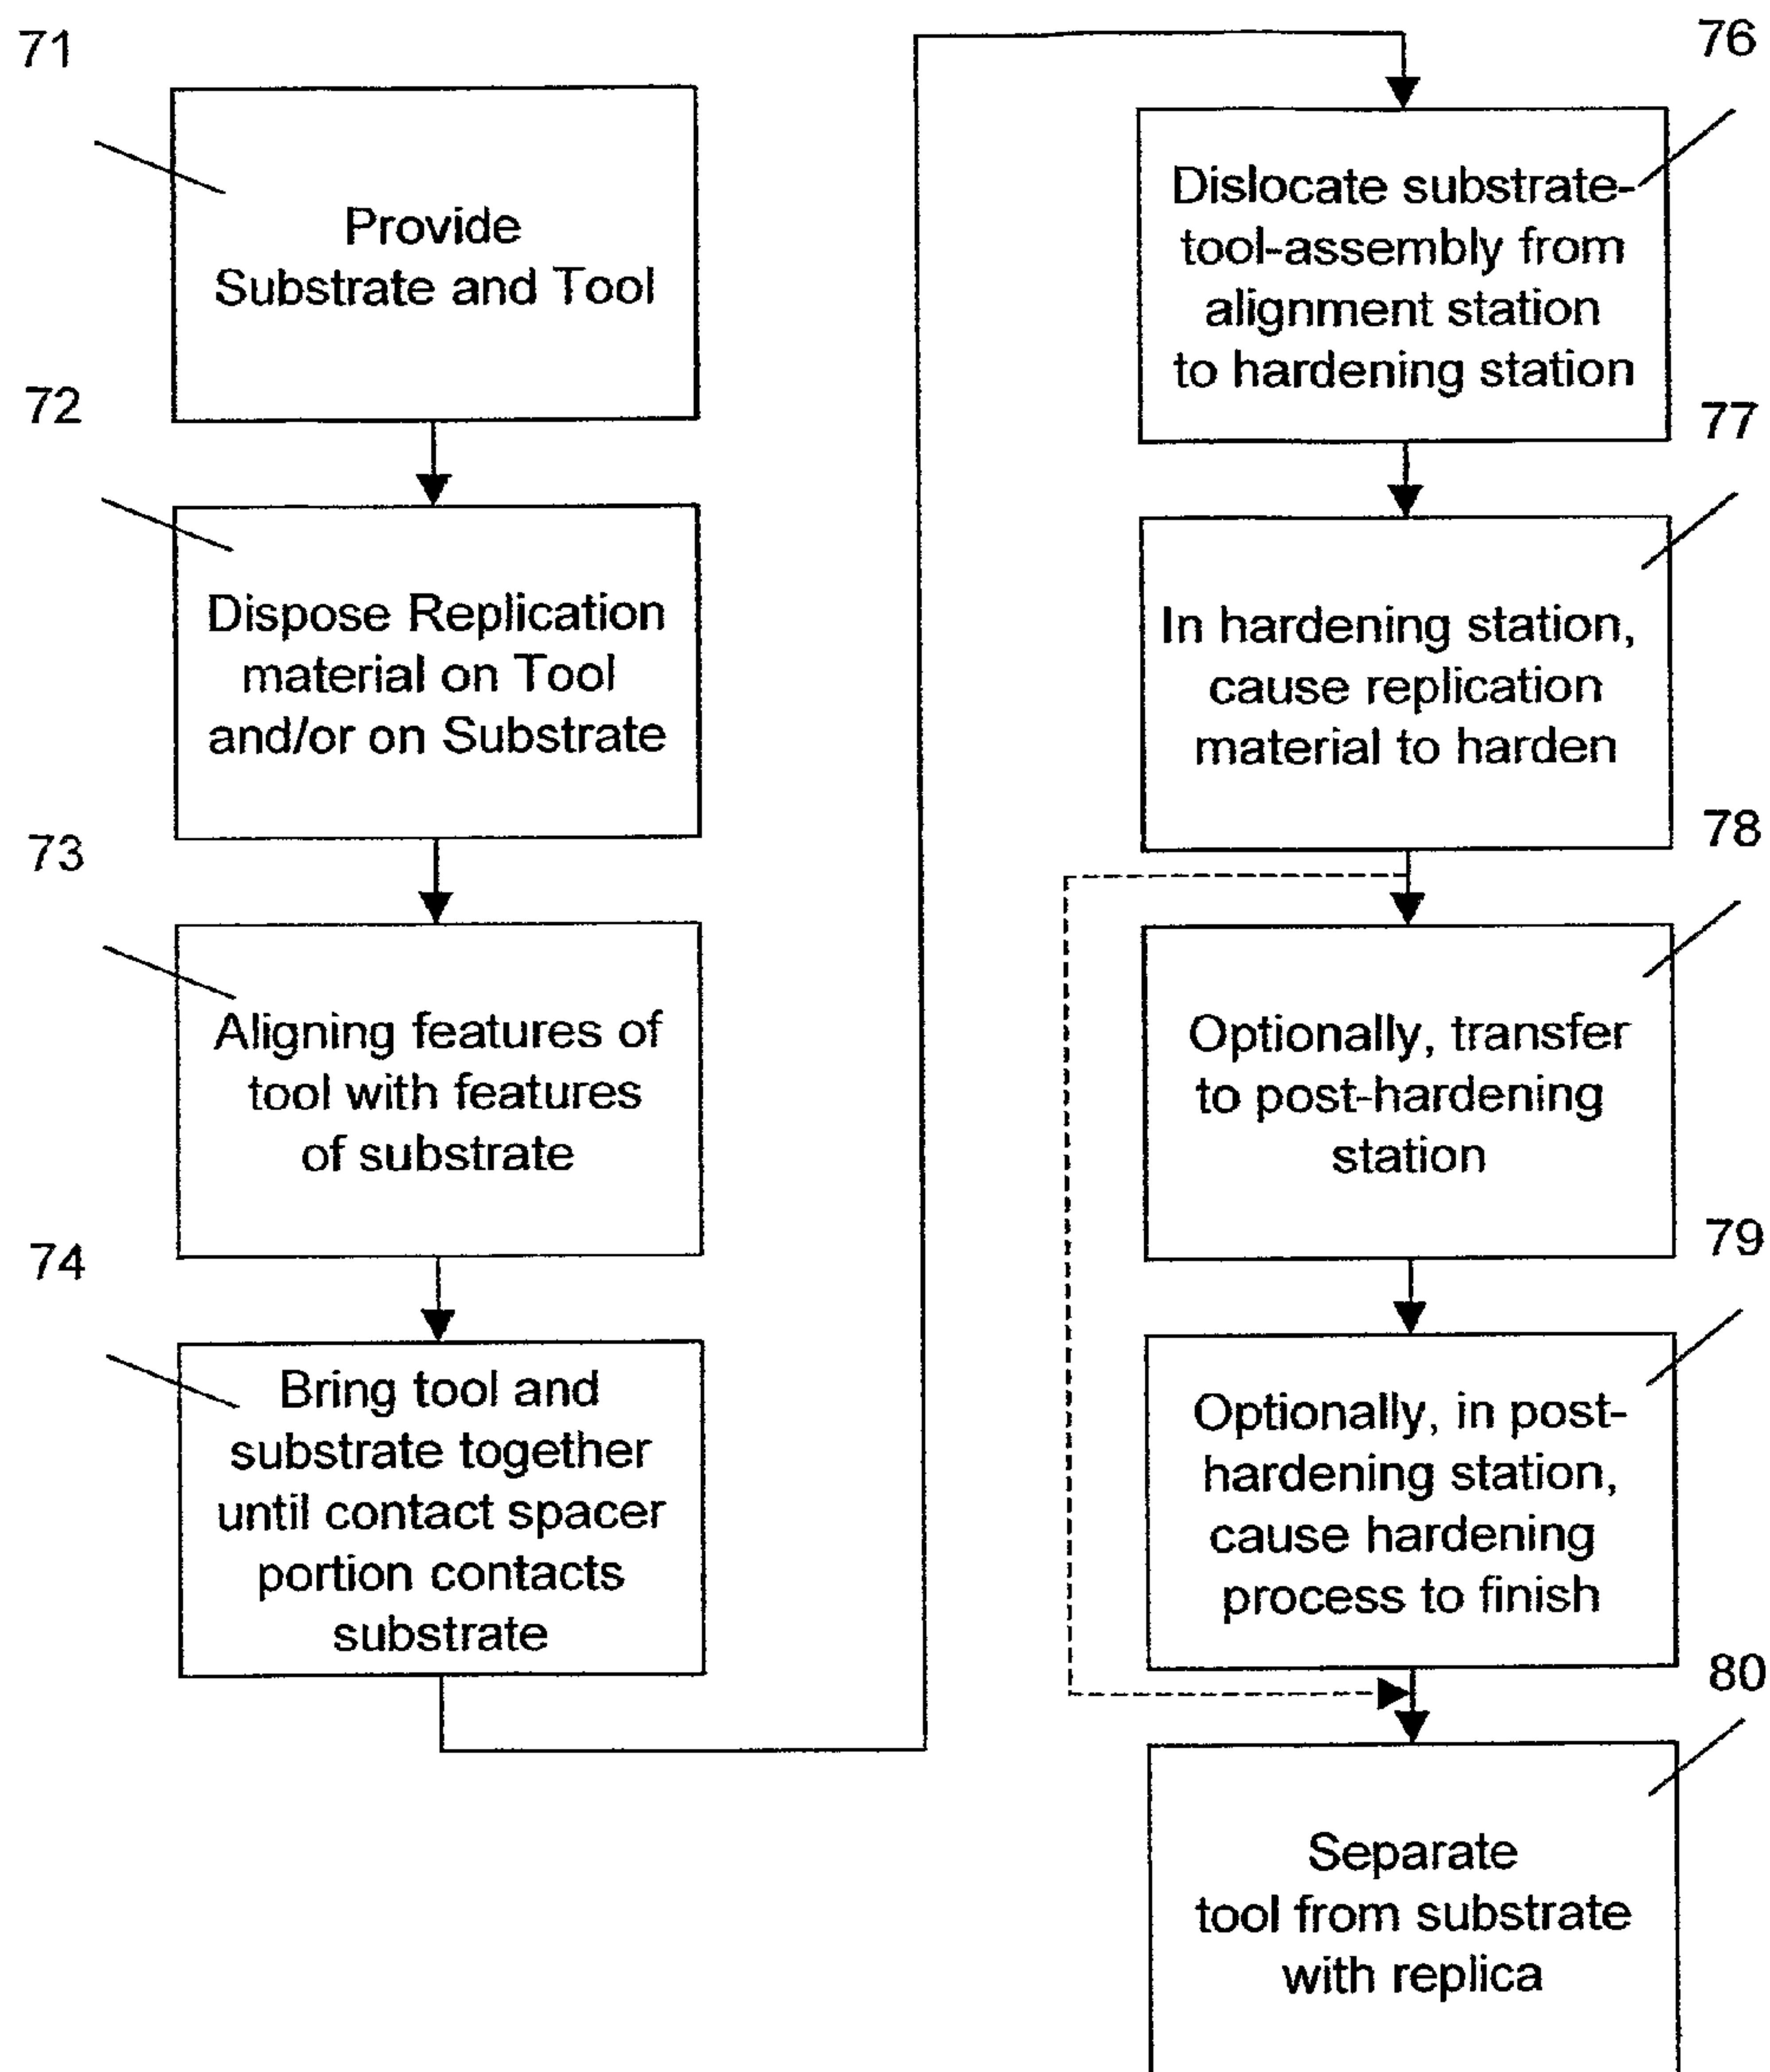 71
Provide
Substrate and Tool
72
Dispose Replication
material on Tool
and/or on Substrate
73
Aligning features of
tool with features
of substrate
74
Bring tool and
substrate together
until contact spacer
portion contacts
substrate
76
Dislocate substrate-
tool-assembly from
alignment station
to hardening station
77
In hardening station,
cause replication
material to harden
78
Optionally, transfer
to post-hardening
station
79
Optionally, in post-
hardening station,
cause hardening
process to finish
80
Separate
tool from substrate
with replica